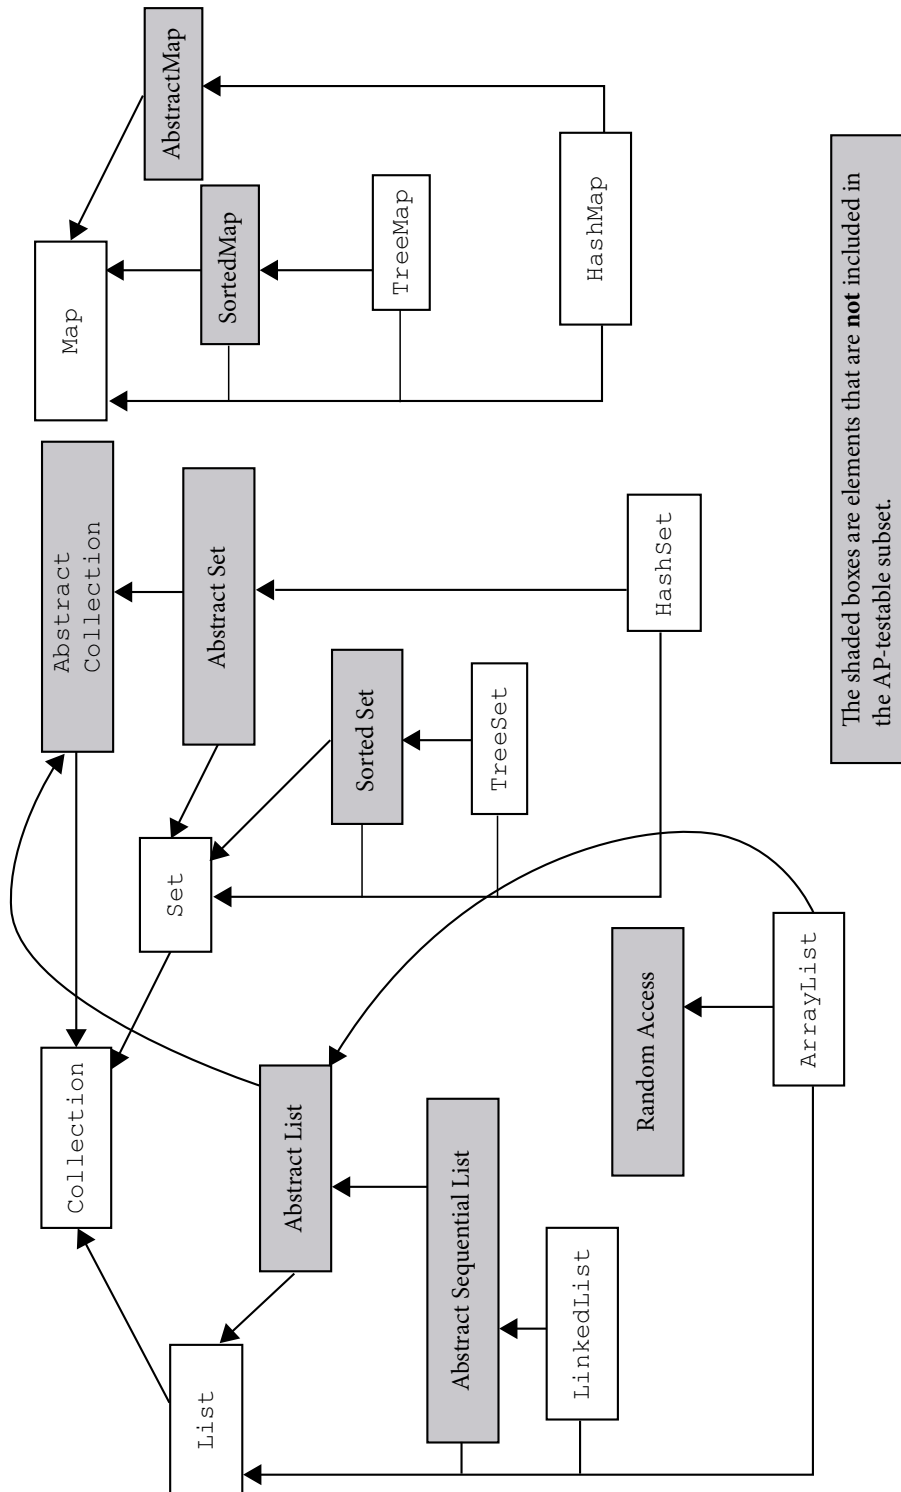 List
Collection
Abstract
Collection
Map
Set
Abstract List
Abstract Set
SortedMap
AbstractMap
Abstract Sequential List
Sorted Set
TreeMap
LinkedList
TreeSet
HashMap
Random Access
HashSet
ArrayList
The shaded boxes are elements that are not included in
the AP-testable subset.